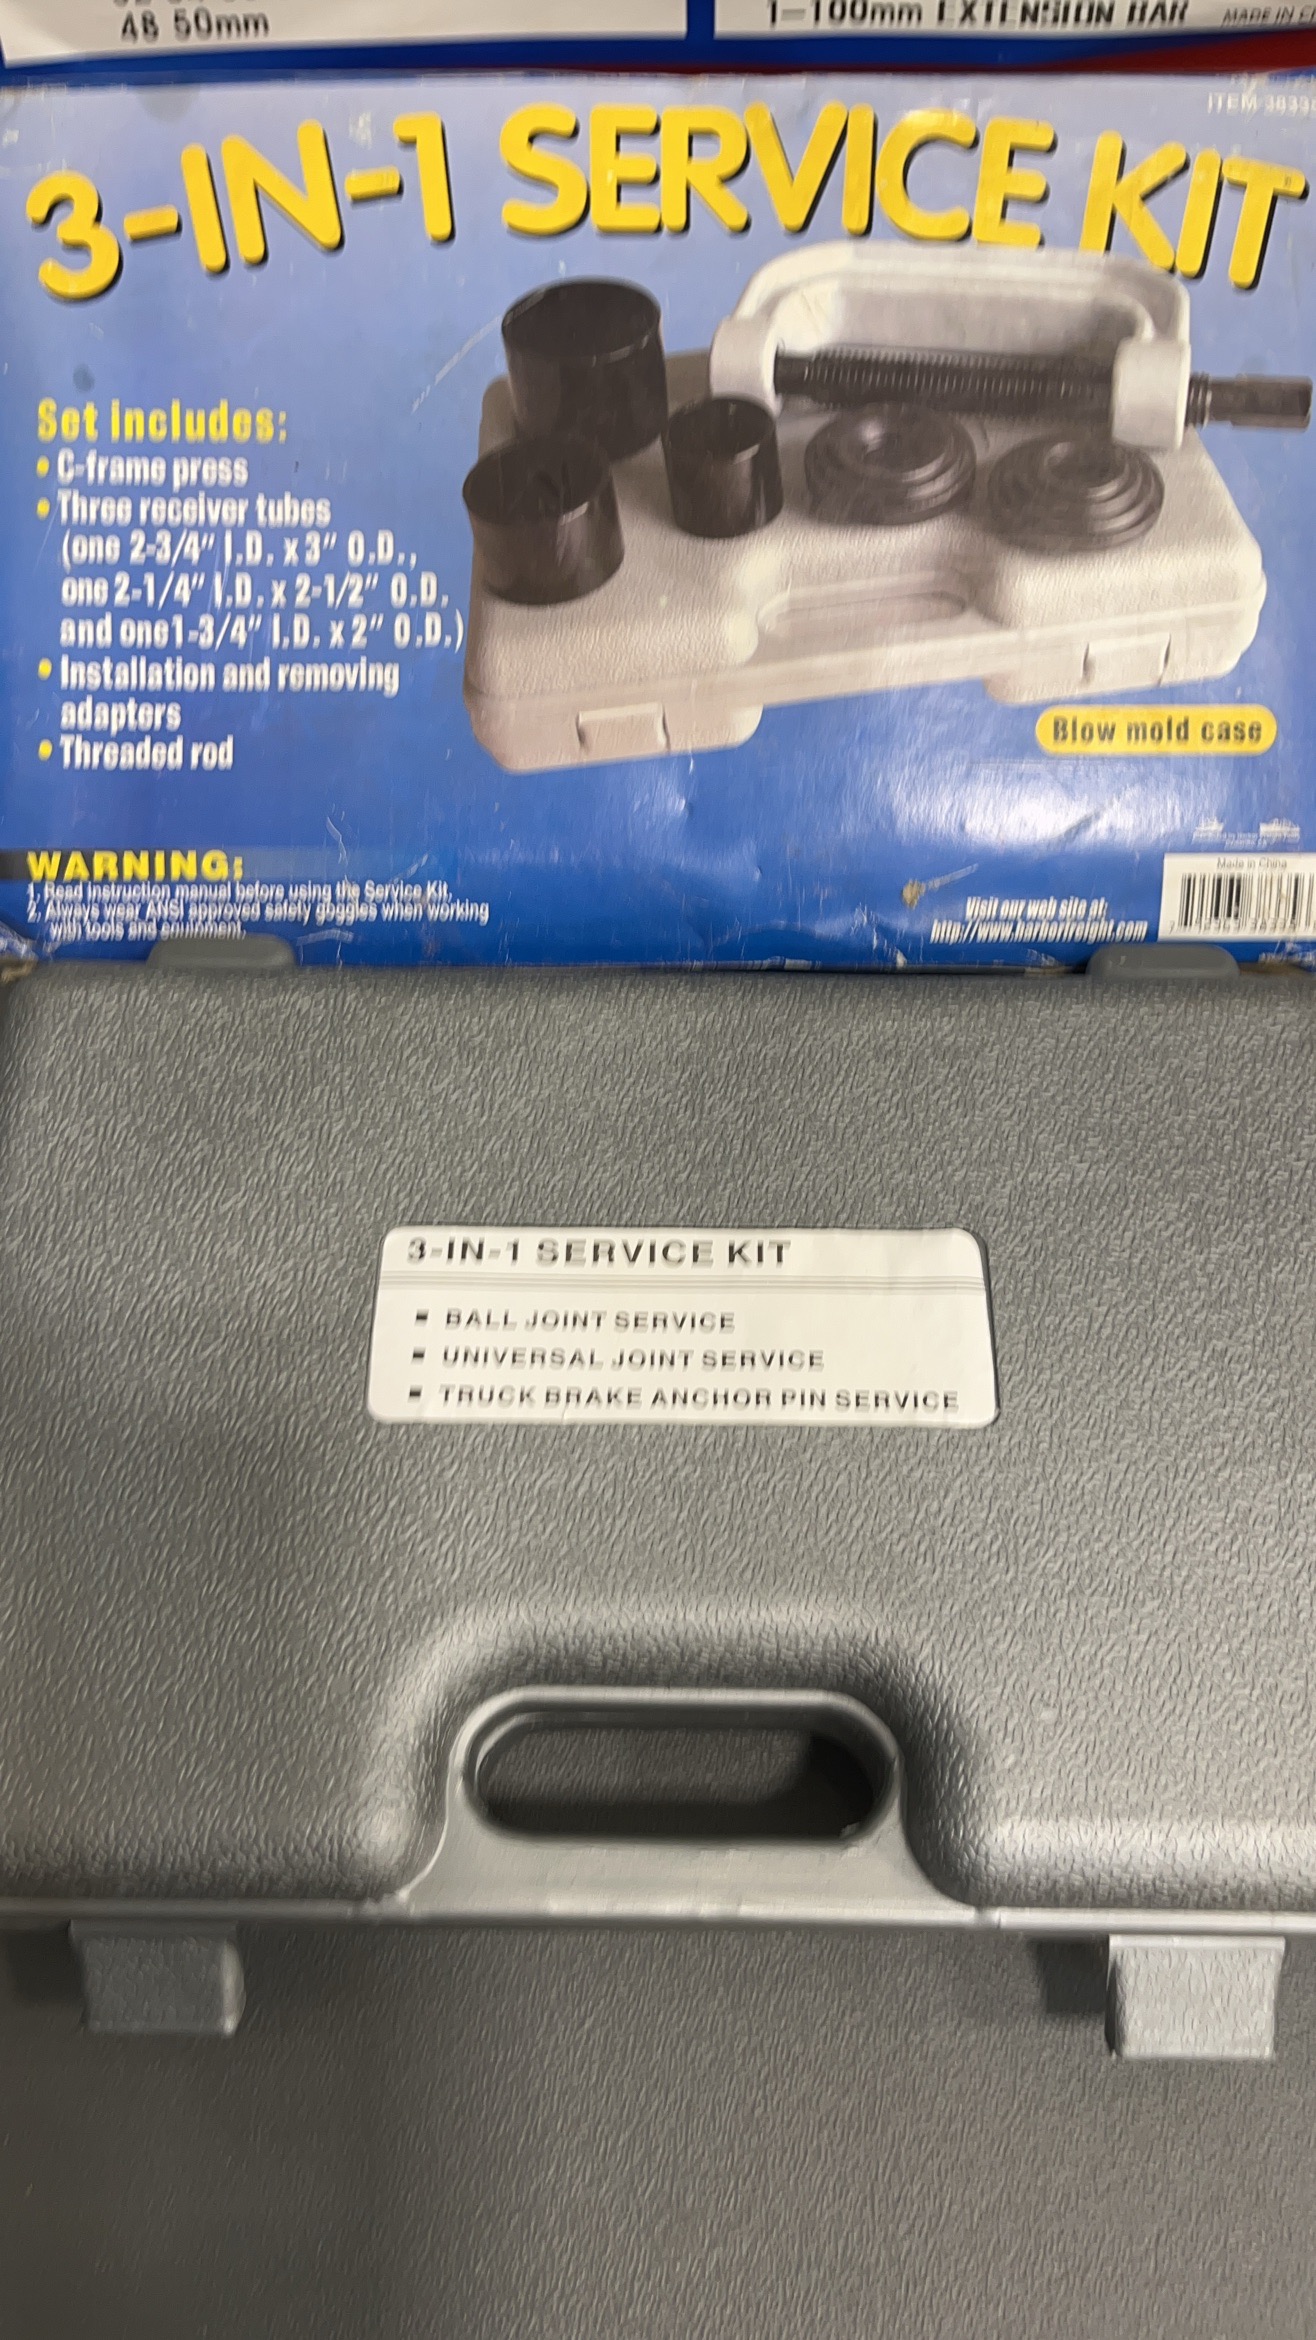 48 50mm
1-100mm EXTENSION BAR
MADE IN
ITEM
3-IN-1 SERVICE KIT
Set includes:
• C-frame press
• Three receiver tubes
(one 2-3/4" I.D. x 3" O.D.,
one 2-1/4" I.D. x 2-1/2" O.D.
and one1-3/4" I.D. x 2" O.D.)
• Installation and removing
adapters
• Threaded rod
Blow mold case
WARNING:
1. Read instruction manual before using the Service Kit.
2. Always wear ANSI approved safety goggles when working
with tools and equipment.
Visit our web site at:
http://www.harborfreight.com
Made in China
3-IN-1 SERVICE KIT
▪ BALL JOINT SERVICE
▪ UNIVERSAL JOINT SERVICE
▪ TRUCK BRAKE ANCHOR PIN SERVICE